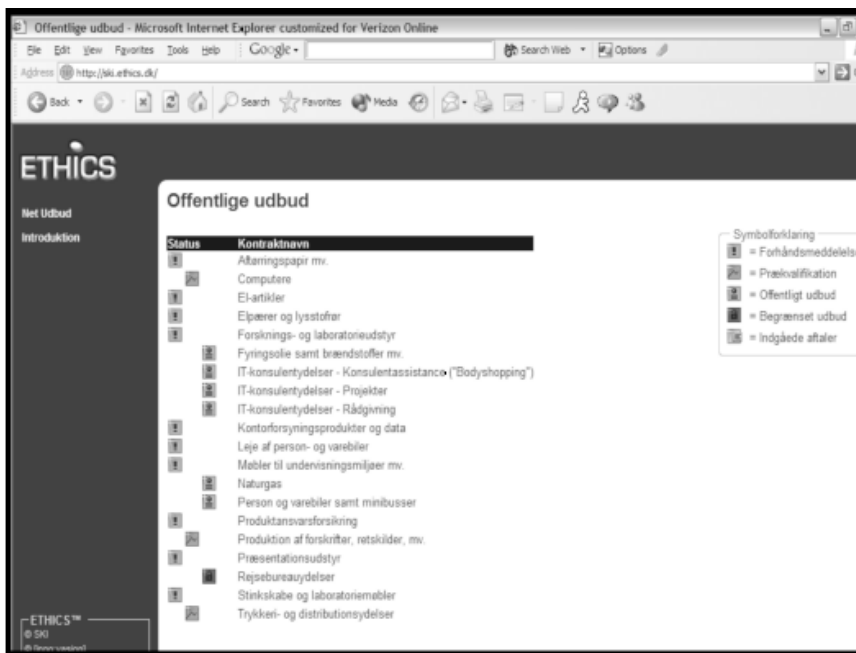 Offentlige udbud - Microsoft Internet Explorer customized for Verizon Online
File Edit View Favorites Tools Help Google Search Web Options
Address http://ski.ethics.dk/
Back Search Favorites Media
ETHICS
Net Udbud
Introduktion
Offentlige udbud
Status Kontraktnavn
Aftørringspapir mv.
Computere
El-artikler
Elpærer og lysstofrør
Forsknings- og laboratorieudstyr
Fyringsolie samt brændstoffer mv.
IT-konsulentydelser - Konsulentassistance ("Bodyshopping")
IT-konsulentydelser - Projekter
IT-konsulentydelser - Rådgivning
Kontorforsyningsprodukter og data
Leje af person- og varebiler
Møbler til undervisningsmiljøer mv.
Naturgas
Person og varebiler samt minibusser
Produktansvarsforsikring
Produktion af forskrifter, retskilder, mv.
Præsentationsudstyr
Rejsebureauydelser
Stinkskabe og laboratoriemøbler
Trykkeri- og distributionsydelser
Symbolforklaring
= Forhåndsmeddelelse
= Prækvalifikation
= Offentligt udbud
= Begrænset udbud
= Indgåede aftaler
ETHICS™
© SKI